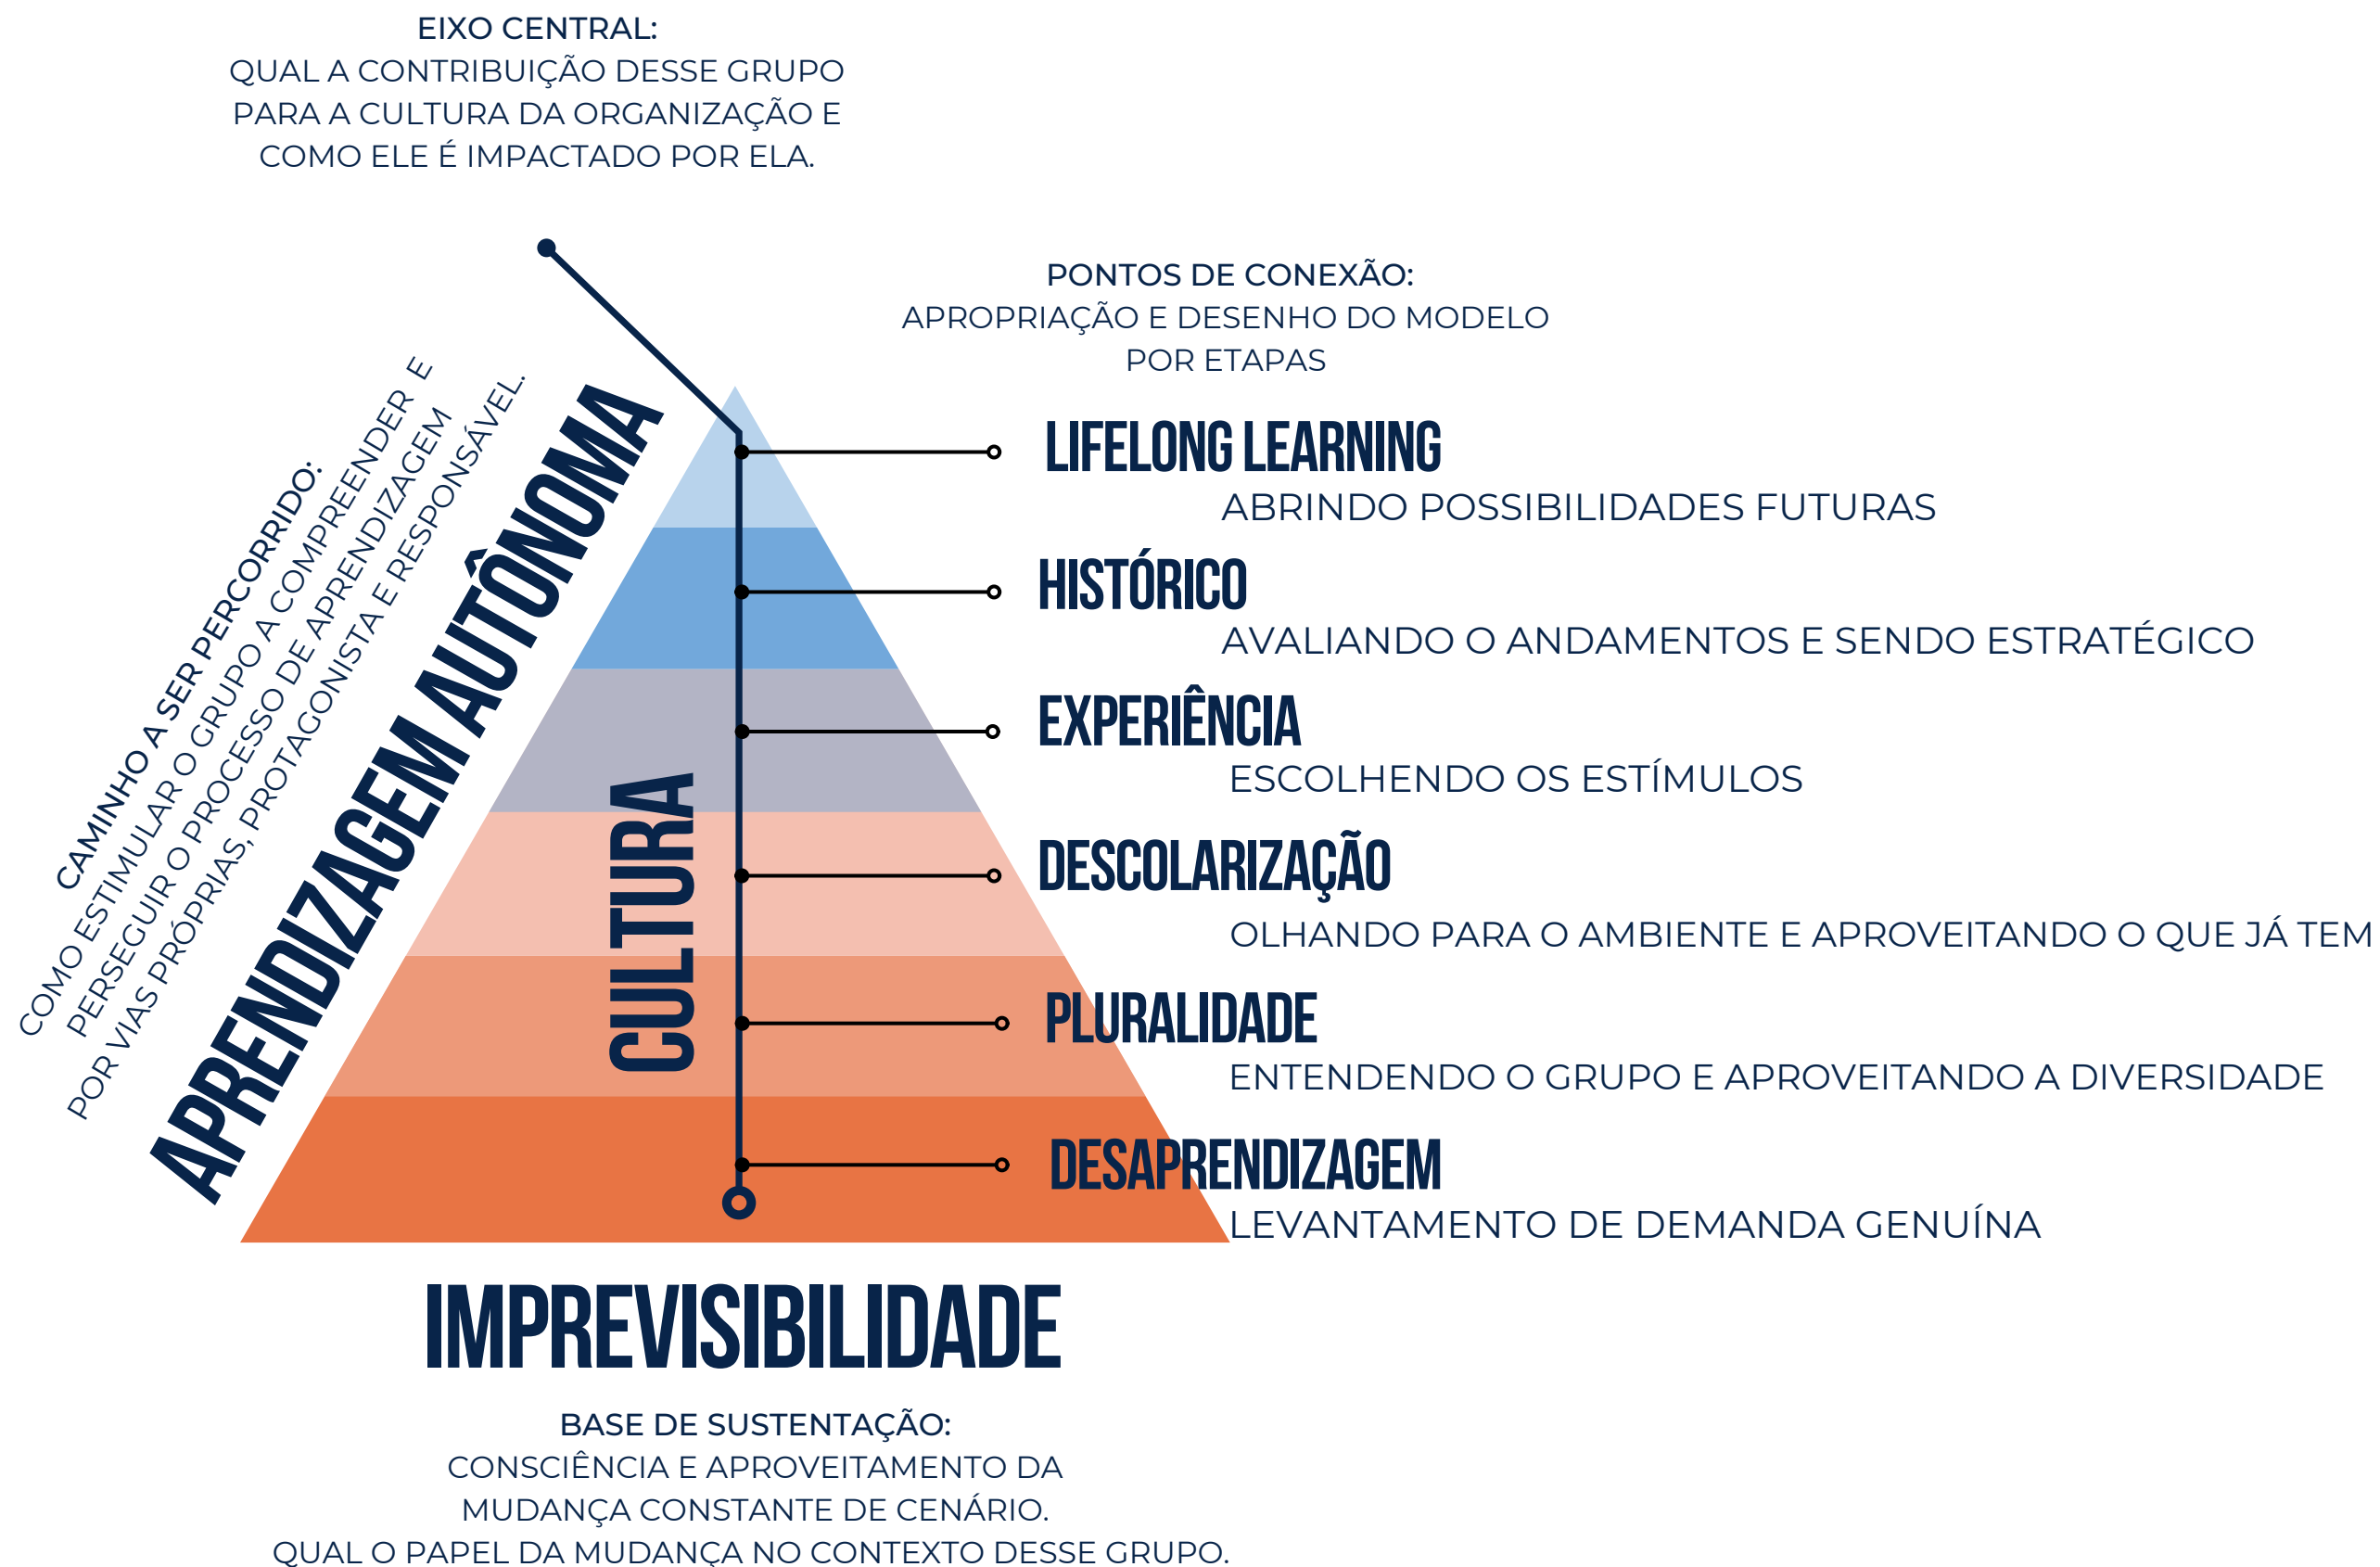 EIXO CENTRAL:
QUAL A CONTRIBUIÇÃO DESSE GRUPO
PARA A CULTURA DA ORGANIZAÇÃO E
COMO ELE É IMPACTADO POR ELA.
PONTOS DE CONEXÃO:
APROPRIAÇÃO E DESENHO DO MODELO
POR ETAPAS
CAMINHO A SER PERCORRIDO:
COMO ESTIMULAR O GRUPO A COMPREENDER E
PERSEGUIR O PROCESSO DE APRENDIZAGEM
POR VIAS PRÓPRIAS, PROTAGONISTA E RESPONSÁVEL.
APRENDIZAGEM AUTÔNOMA
CULTURA
LIFELONG LEARNING
ABRINDO POSSIBILIDADES FUTURAS
HISTÓRICO
AVALIANDO O ANDAMENTOS E SENDO ESTRATÉGICO
EXPERIÊNCIA
ESCOLHENDO OS ESTÍMULOS
DESCOLARIZAÇÃO
OLHANDO PARA O AMBIENTE E APROVEITANDO O QUE JÁ TEM
PLURALIDADE
ENTENDENDO O GRUPO E APROVEITANDO A DIVERSIDADE
DESAPRENDIZAGEM
LEVANTAMENTO DE DEMANDA GENUÍNA
IMPREVISIBILIDADE
BASE DE SUSTENTAÇÃO:
CONSCIÊNCIA E APROVEITAMENTO DA
MUDANÇA CONSTANTE DE CENÁRIO.
QUAL O PAPEL DA MUDANÇA NO CONTEXTO DESSE GRUPO.